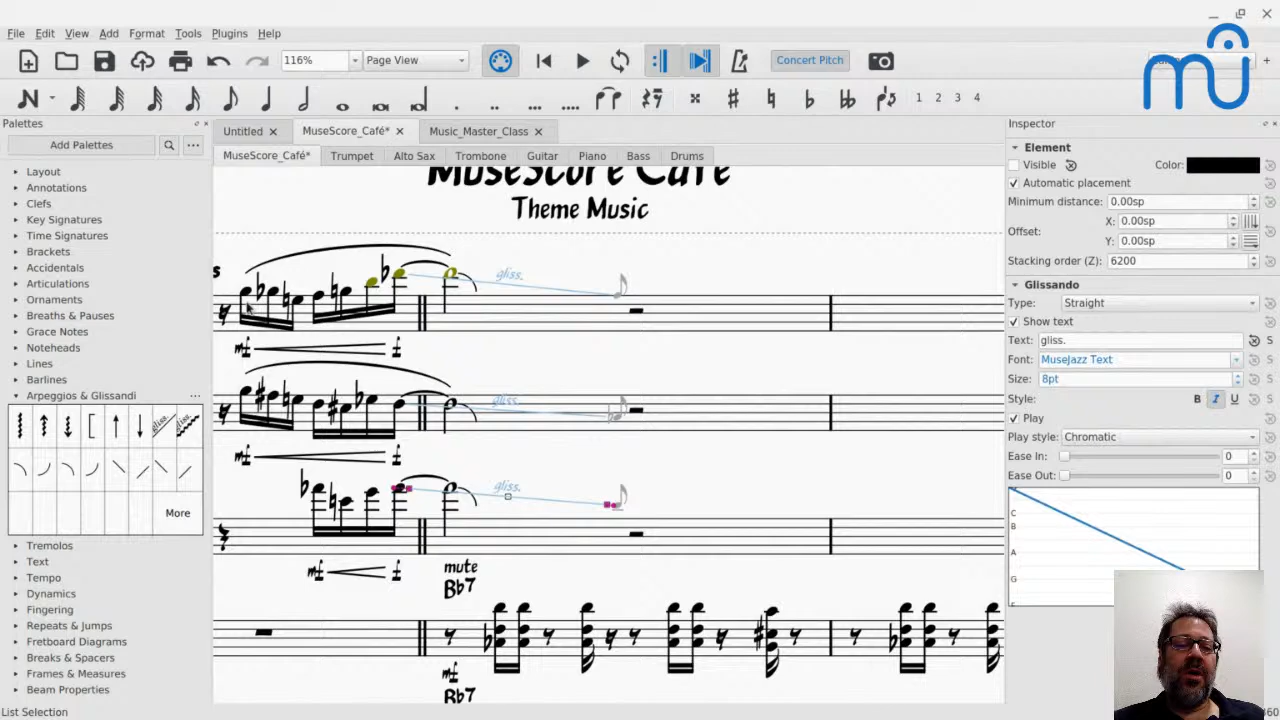 File Edit View Add Format Tools Plugins Help
116% Page View Concert Pitch
1 2 3 4
Palettes
Untitled MuseScore_Café* Music_Master_Class
Inspector
Add Palettes
MuseScore_Café* Trumpet Alto Sax Trombone Guitar Piano Bass Drums
Layout
Annotations
Clefs
Key Signatures
Time Signatures
Brackets
Accidentals
Articulations
Ornaments
Breaths & Pauses
Grace Notes
Noteheads
Lines
Barlines
Arpeggios & Glissandi
gliss. gliss.
More
Tremolos
Text
Tempo
Dynamics
Fingering
Repeats & Jumps
Fretboard Diagrams
Breaks & Spacers
Frames & Measures
Beam Properties
List Selection
MuseScore Café
Theme Music
gliss.
mf f
gliss.
mf f
gliss.
mf f
mute
Bb7
mf
Bb7
Element
Visible Color:
Automatic placement
Minimum distance: 0.00sp
Offset: X: 0.00sp
Y: 0.00sp
Stacking order (Z): 6200
Glissando
Type: Straight
Show text
Text: gliss. S
Font: MuseJazz Text S
Size: 8pt S
Style: B I U S
Play
Play style: Chromatic
Ease In: 0
Ease Out: 0
C
B
A
G